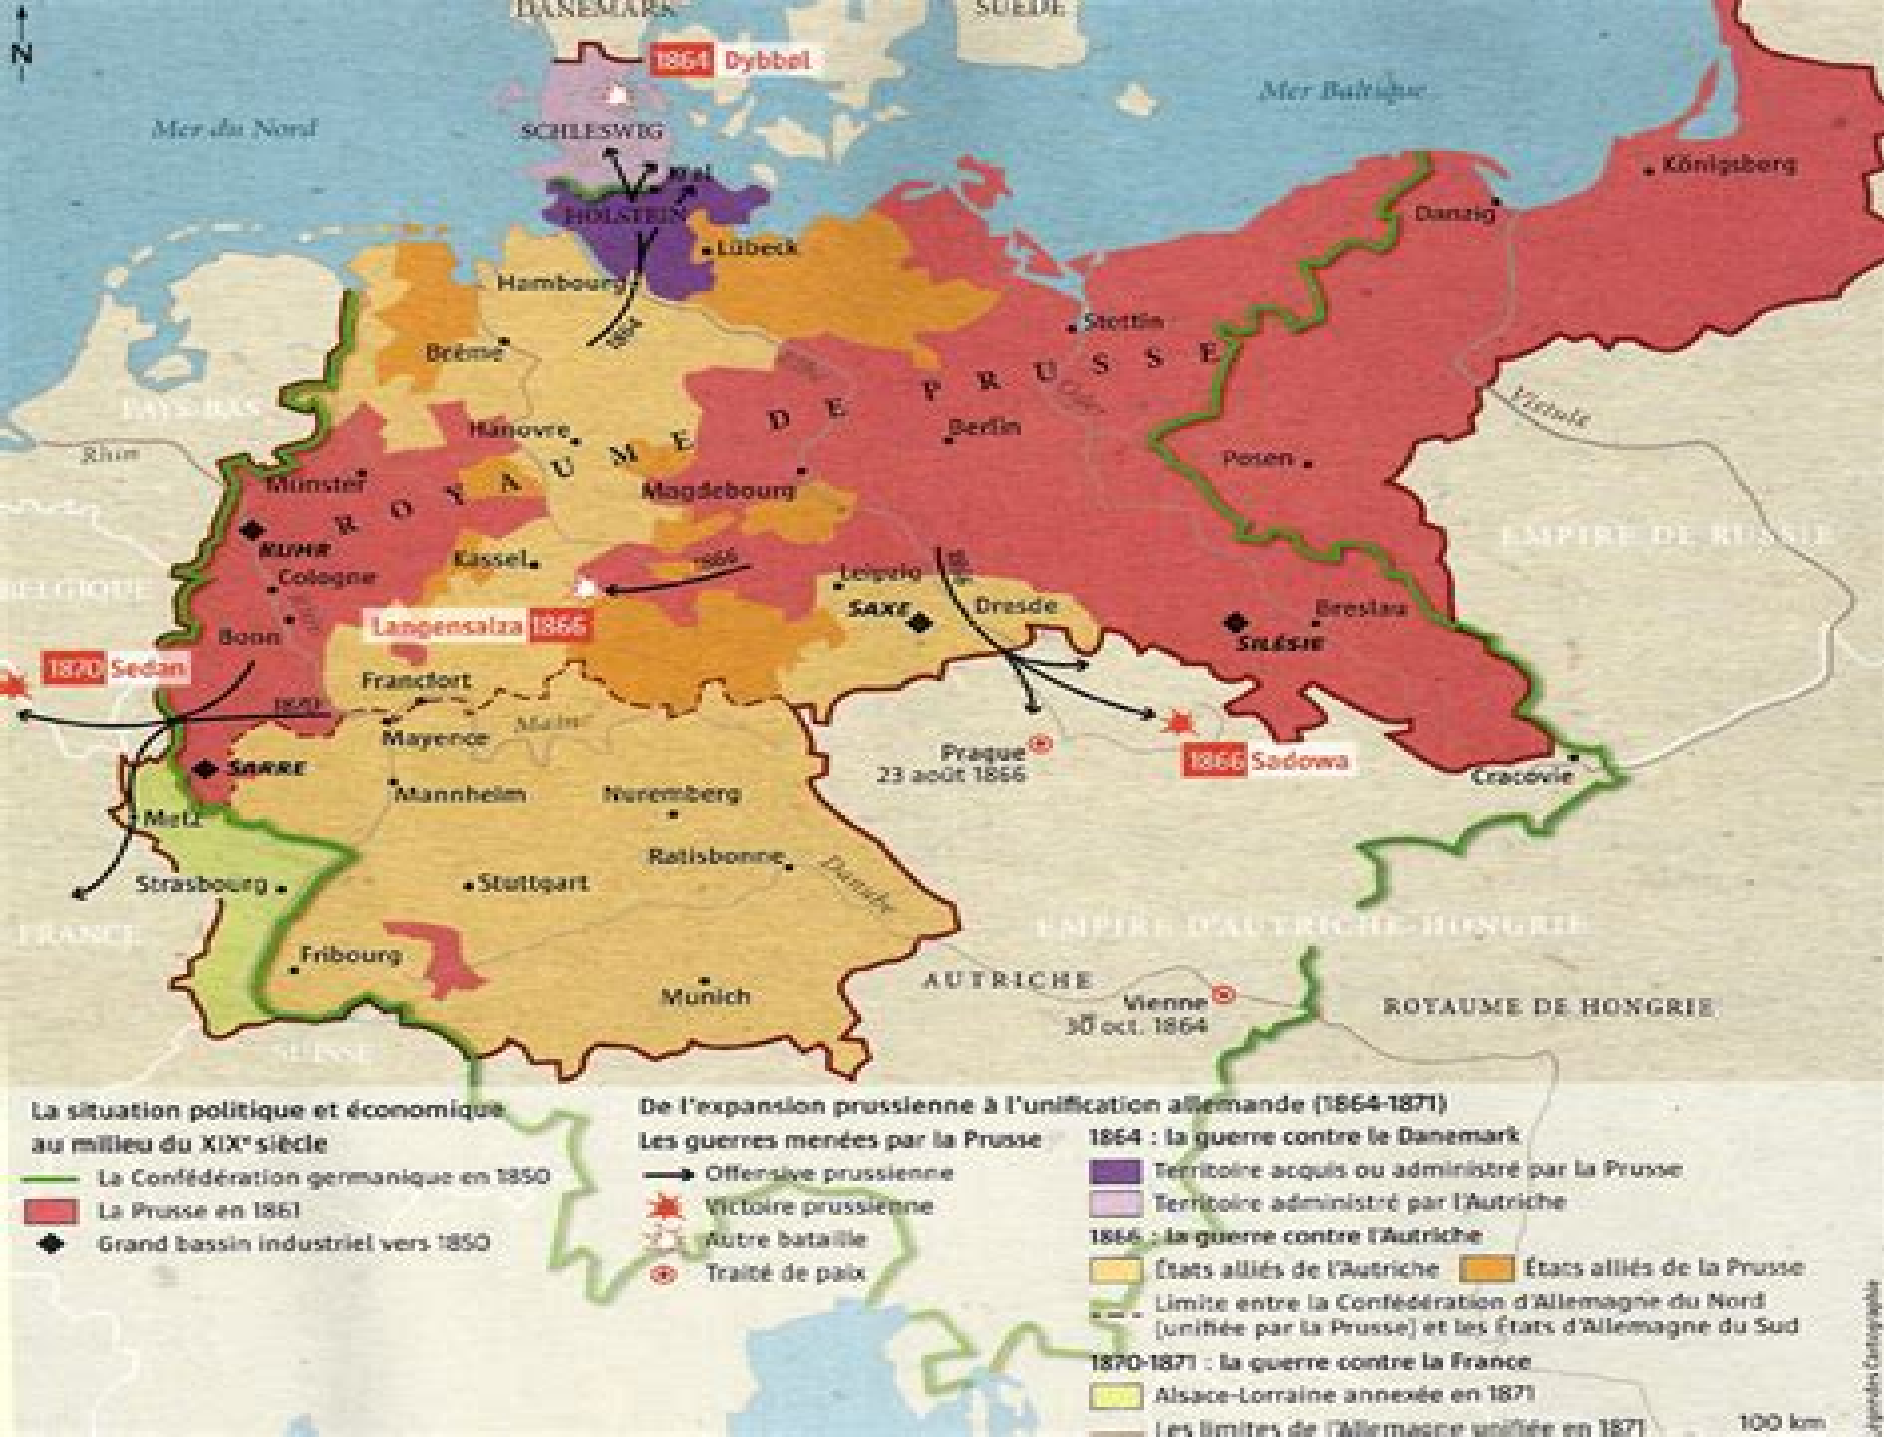 N
DANEMARK
SUÈDE
1864 Dybbøl
Mer Baltique
Mer du Nord
SCHLESWIG
Kiel
Königsberg
HOLSTEIN
Danzig
Lübeck
Hambourg
1864
Stettin
Brême
PAYS-BAS
ROYAUME DE PRUSSE
Elbe
Oder
Vistule
Hanovre
Berlin
Rhin
Posen
Münster
Magdebourg
EMPIRE DE RUSSIE
RUHR
Kassel
1866
Leipzig
1866
Cologne
BELGIQUE
Rhin
SAXE
Dresde
Breslau
Langensalza 1866
Bonn
SILÉSIE
1870 Sedan
Francfort
1870
Main
Mayence
Prague
23 août 1866
1866 Sadowa
SARRE
Cracovie
Mannheim
Nuremberg
Metz
Ratisbonne
Danube
Strasbourg
Stuttgart
FRANCE
EMPIRE D'AUTRICHE-HONGRIE
Fribourg
AUTRICHE
Munich
Vienne
30 oct. 1864
ROYAUME DE HONGRIE
SUISSE
La situation politique et économique
au milieu du XIXe siècle
La Confédération germanique en 1850
La Prusse en 1861
Grand bassin industriel vers 1850
De l'expansion prussienne à l'unification allemande (1864-1871)
Les guerres menées par la Prusse
Offensive prussienne
Victoire prussienne
Autre bataille
Traité de paix
1864 : la guerre contre le Danemark
Territoire acquis ou administré par la Prusse
Territoire administré par l'Autriche
1866 : la guerre contre l'Autriche
États alliés de l'Autriche
États alliés de la Prusse
Limite entre la Confédération d'Allemagne du Nord
(unifiée par la Prusse) et les États d'Allemagne du Sud
1870-1871 : la guerre contre la France
Alsace-Lorraine annexée en 1871
Les limites de l'Allemagne unifiée en 1871
100 km
Légendes Cartographie